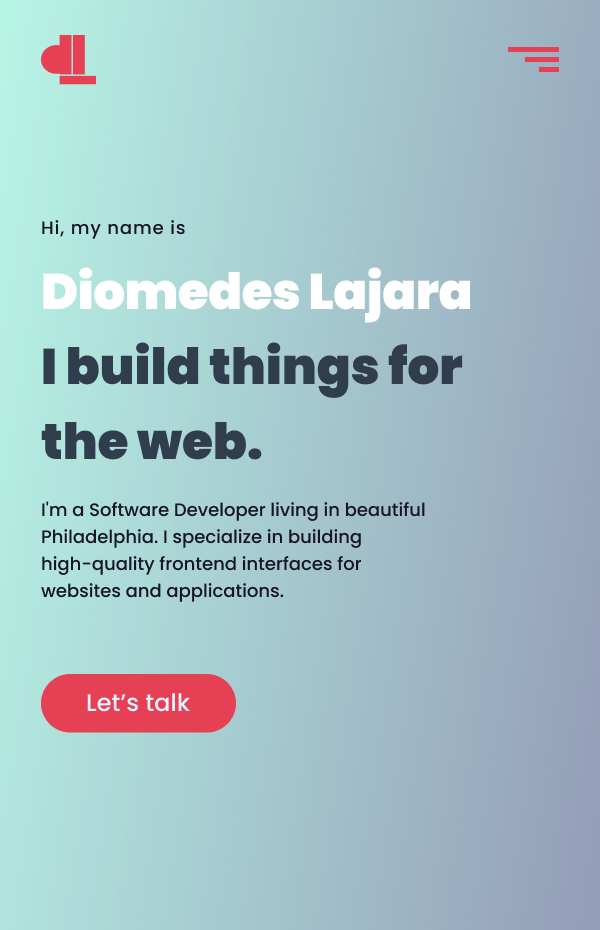 Hi, my name is
Diomedes Lajara
I build things for
the web.
I'm a Software Developer living in beautiful
Philadelphia. I specialize in building
high-quality frontend interfaces for
websites and applications.
Let’s talk